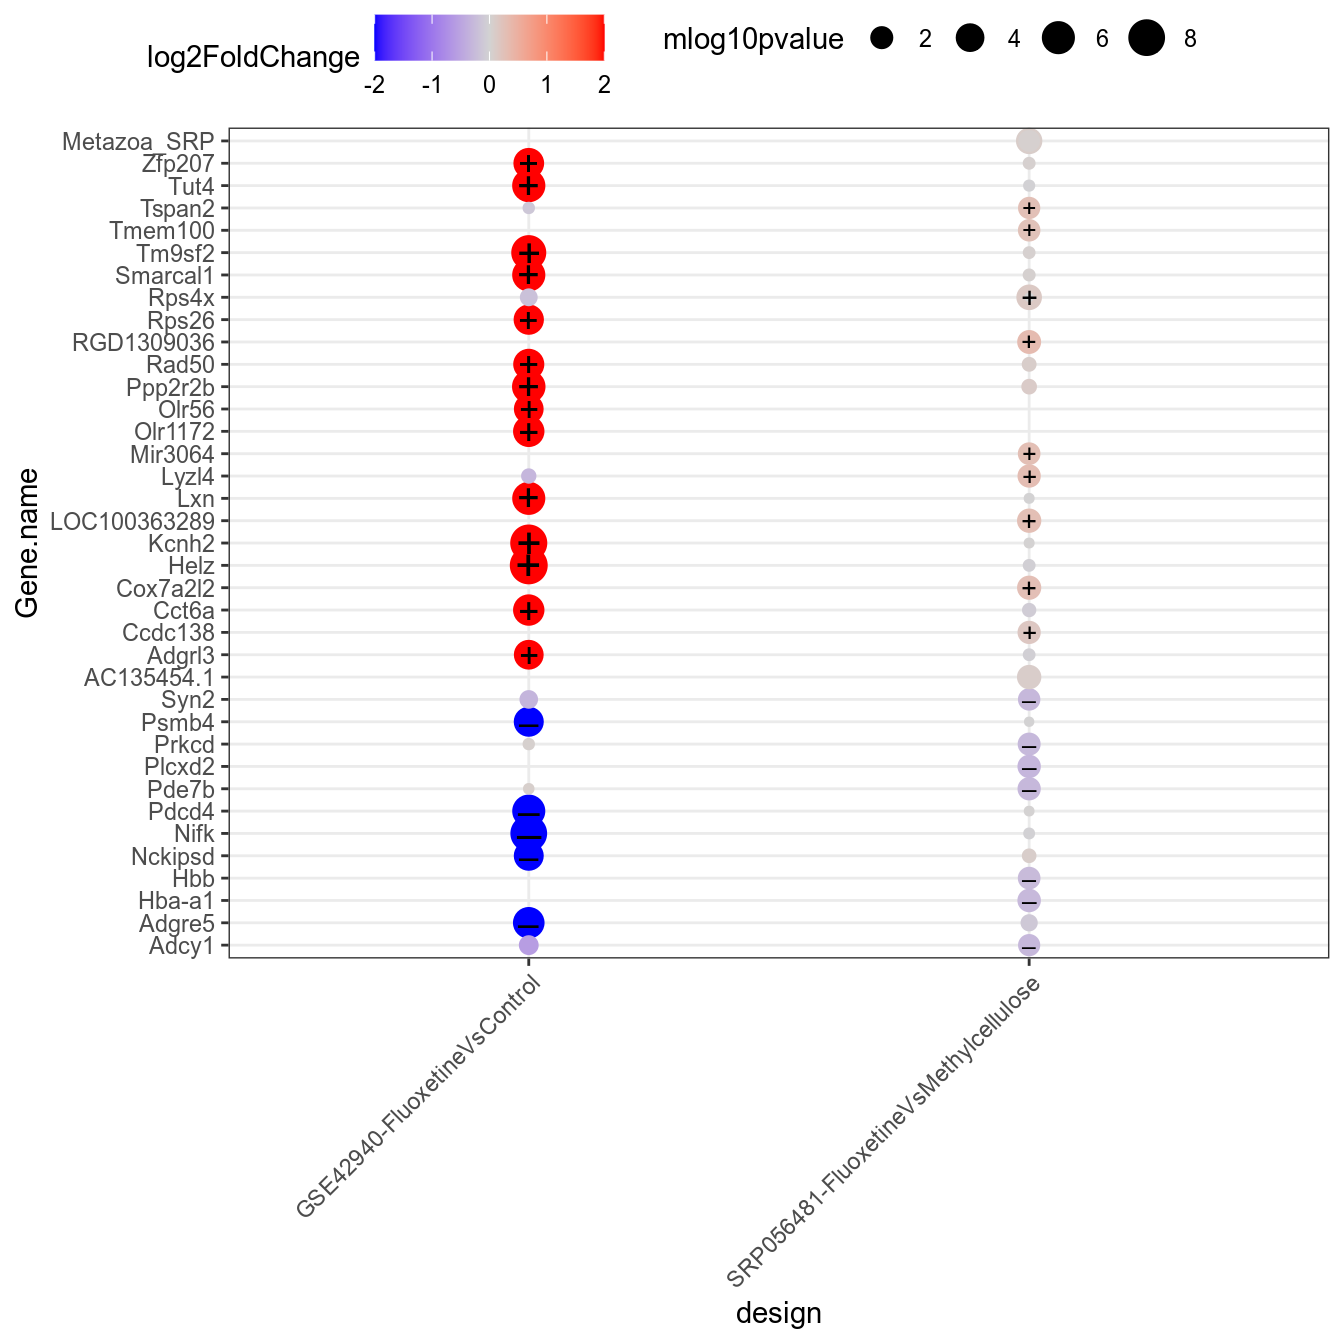 log2FoldChange
-2 -1 0 1 2
mlog10pvalue 2 4 6 8
Gene.name
Metazoa_SRP
Zfp207
Tut4
Tspan2
Tmem100
Tm9sf2
Smarcal1
Rps4x
Rps26
RGD1309036
Rad50
Ppp2r2b
Olr56
Olr1172
Mir3064
Lyzl4
Lxn
LOC100363289
Kcnh2
Helz
Cox7a2l2
Cct6a
Ccdc138
Adgrl3
AC135454.1
Syn2
Psmb4
Prkcd
Plcxd2
Pde7b
Pdcd4
Nifk
Nckipsd
Hbb
Hba-a1
Adgre5
Adcy1
GSE42940-FluoxetineVsControl
SRP056481-FluoxetineVsMethylcellulose
design